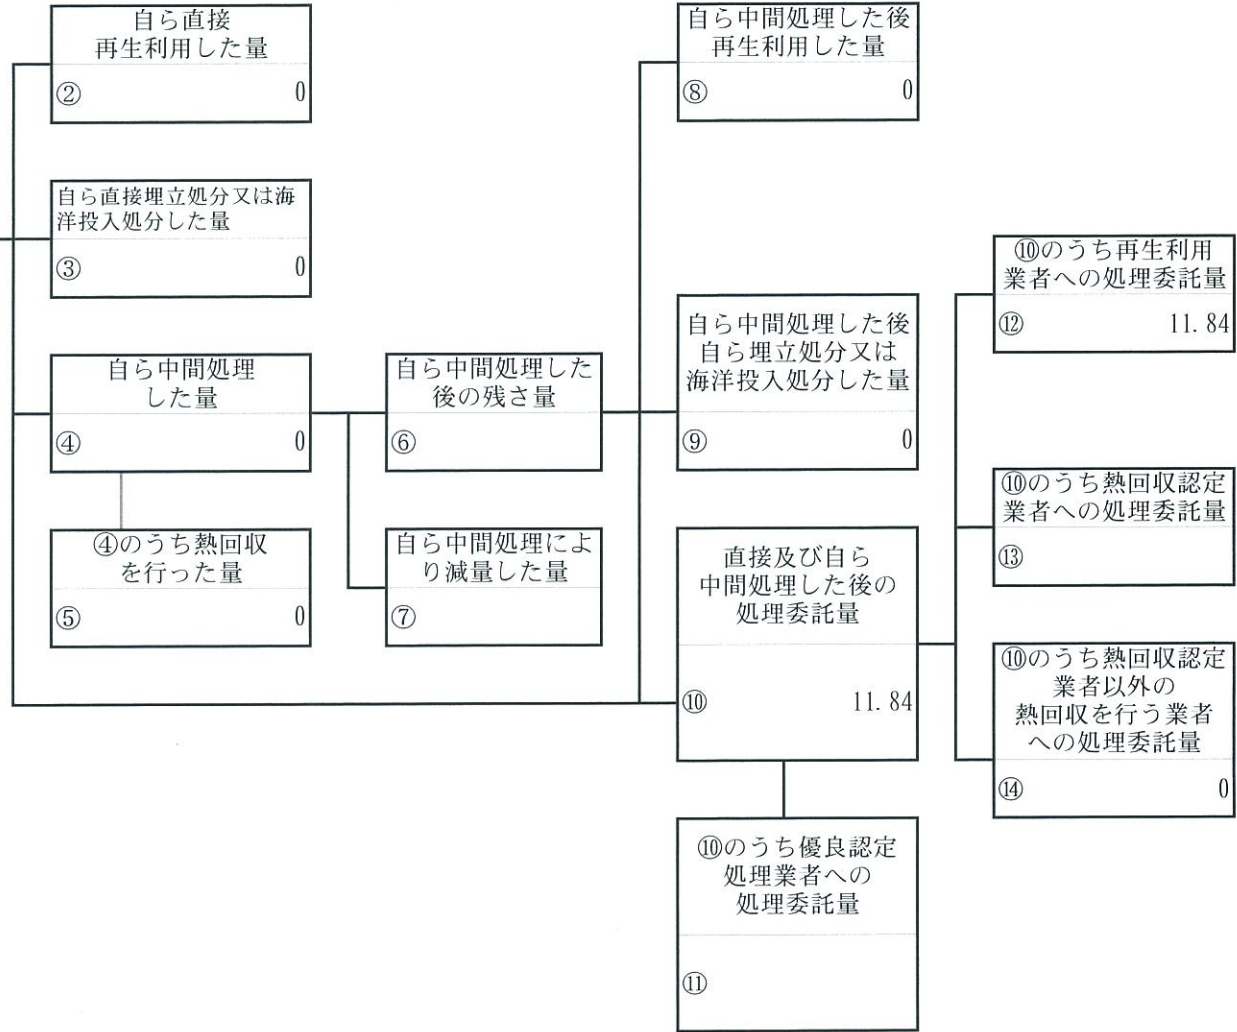 自ら直接
再生利用した量
② 0
自ら直接埋立処分又は海
洋投入処分した量
③ 0
自ら中間処理
した量
④ 0
④のうち熱回収
を行った量
⑤ 0
自ら中間処理した
後の残さ量
⑥
自ら中間処理によ
り減量した量
⑦
自ら中間処理した後
再生利用した量
⑧ 0
自ら中間処理した後
自ら埋立処分又は
海洋投入処分した量
⑨ 0
直接及び自ら
中間処理した後の
処理委託量
⑩ 11.84
⑩のうち優良認定
処理業者への
処理委託量
⑪
⑩のうち再生利用
業者への処理委託量
⑫ 11.84
⑩のうち熱回収認定
業者への処理委託量
⑬
⑩のうち熱回収認定
業者以外の
熱回収を行う業者
への処理委託量
⑭ 0